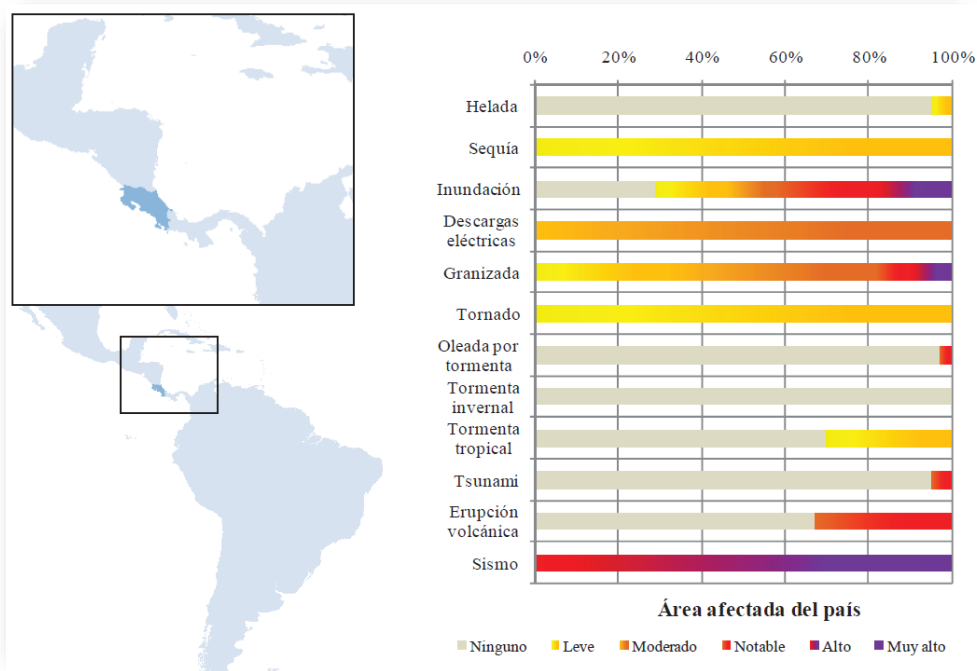 0% 20% 40% 60% 80% 100%
Helada
Sequía
Inundación
Descargas
eléctricas
Granizada
Tornado
Oleada por
tormenta
Tormenta
invernal
Tormenta
tropical
Tsunami
Erupción
volcánica
Sismo
Área afectada del país
Ninguno Leve Moderado Notable Alto Muy alto